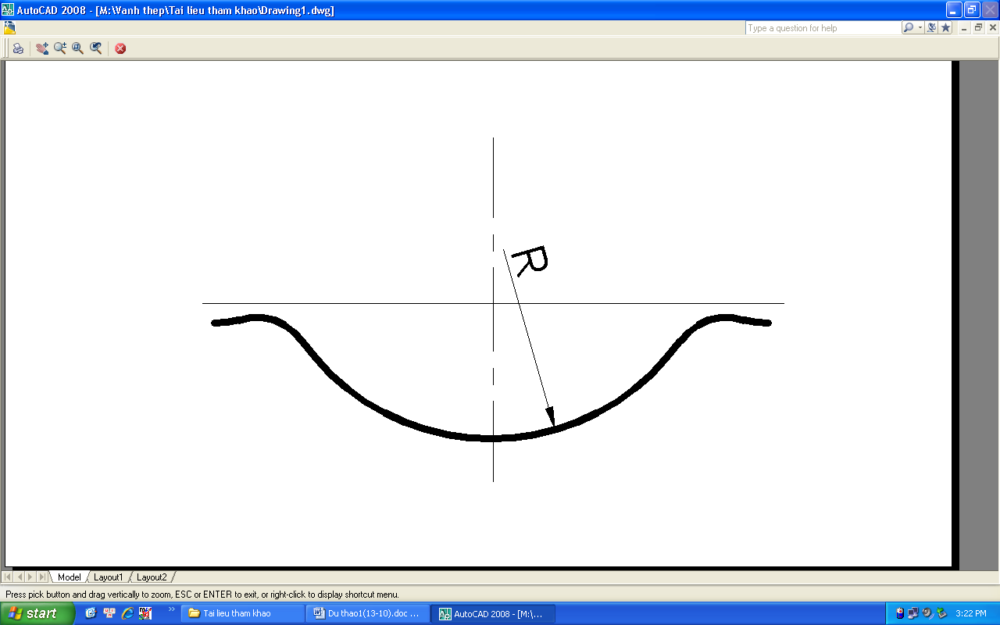 AutoCAD 2008 - [M:\Vanh thep\Tai lieu tham khao\Drawing1.dwg]
Type a question for help
R
Model Layout1 Layout2
Press pick button and drag vertically to zoom, ESC or ENTER to exit, or right-click to display shortcut menu.
start Tai lieu tham khao Du thao1(13-10).doc ... AutoCAD 2008 - [M:\... 3:22 PM